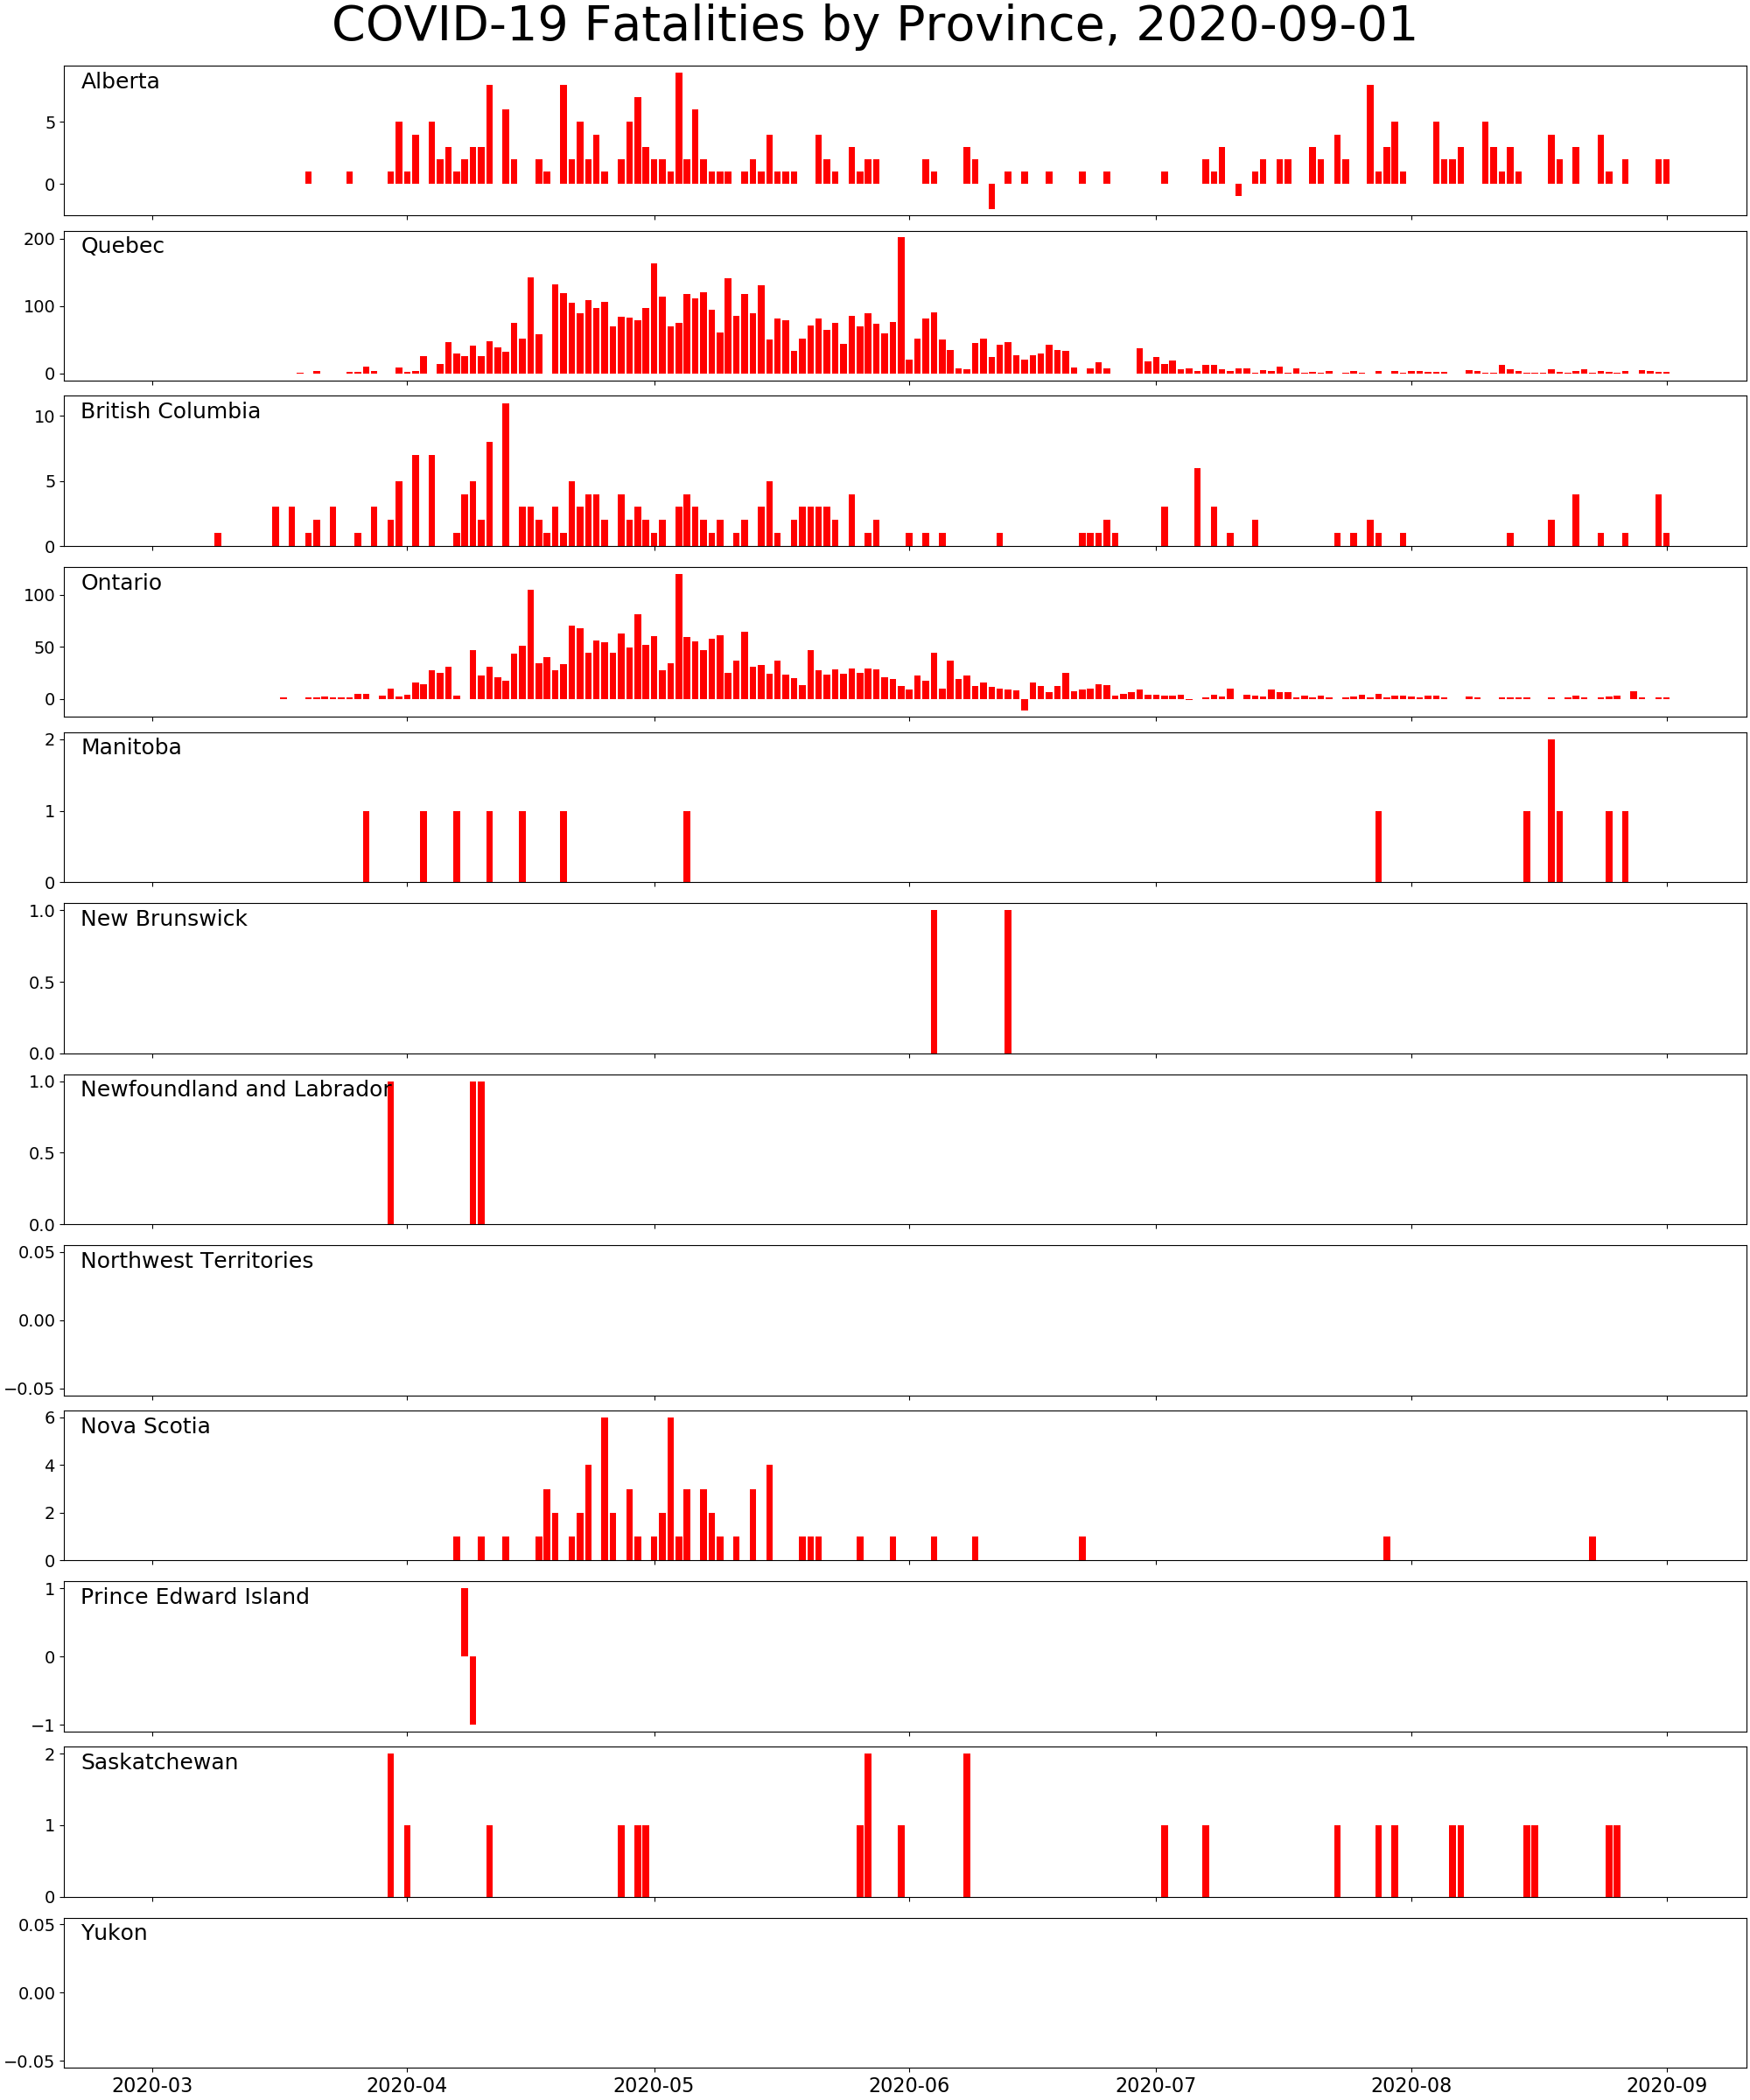 COVID-19 Fatalities by Province, 2020-09-01
Alberta
5
0
Quebec
200
100
0
British Columbia
10
5
0
Ontario
100
50
0
Manitoba
2
1
0
New Brunswick
1.0
0.5
0.0
Newfoundland and Labrador
1.0
0.5
0.0
Northwest Territories
0.05
0.00
−0.05
Nova Scotia
6
4
2
0
Prince Edward Island
1
0
−1
Saskatchewan
2
1
0
Yukon
0.05
0.00
−0.05
2020-03 2020-04 2020-05 2020-06 2020-07 2020-08 2020-09